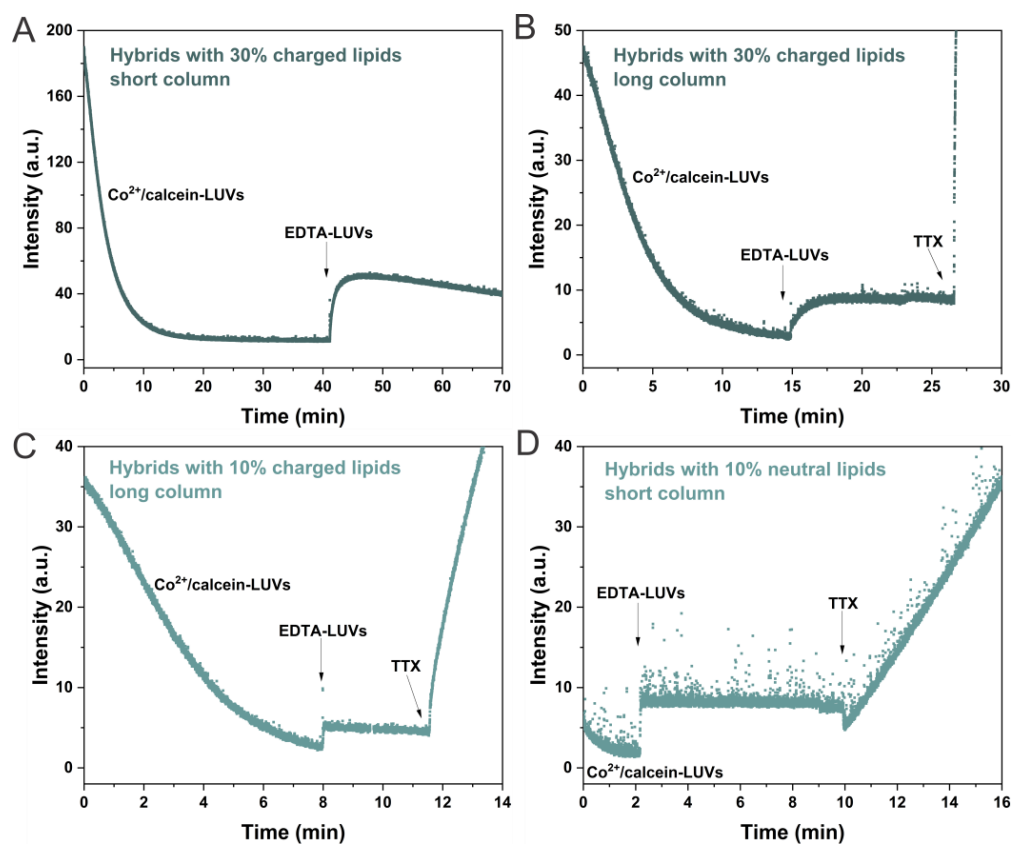 A
Hybrids with 30% charged lipids
short column
Co²⁺/calcein-LUVs
EDTA-LUVs
Intensity (a.u.)
200
160
120
80
40
0
0 10 20 30 40 50 60 70
Time (min)
B
Hybrids with 30% charged lipids
long column
Co²⁺/calcein-LUVs
EDTA-LUVs
TTX
Intensity (a.u.)
50
40
30
20
10
0
0 5 10 15 20 25 30
Time (min)
C
Hybrids with 10% charged lipids
long column
Co²⁺/calcein-LUVs
EDTA-LUVs
TTX
Intensity (a.u.)
40
30
20
10
0
0 2 4 6 8 10 12 14
Time (min)
D
Hybrids with 10% neutral lipids
short column
EDTA-LUVs
TTX
Co²⁺/calcein-LUVs
Intensity (a.u.)
40
30
20
10
0
0 2 4 6 8 10 12 14 16
Time (min)